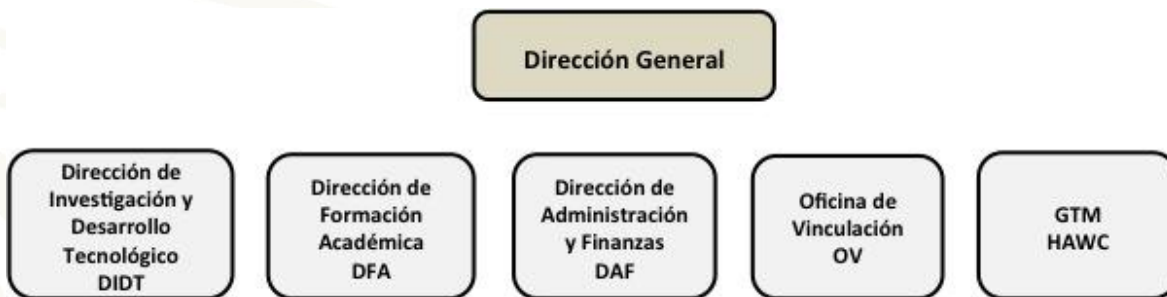 Dirección General
Dirección de
Investigación y
Desarrollo
Tecnológico
DIDT
Dirección de
Formación
Académica
DFA
Dirección de
Administración
y Finanzas
DAF
Oficina de
Vinculación
OV
GTM
HAWC